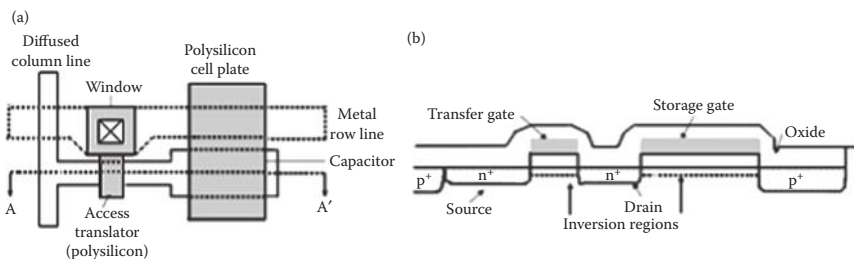 (a)
Diffused
column line
Polysilicon
cell plate
Window
Metal
row line
Capacitor
A
A′
Access
translator
(polysilicon)
(b)
Transfer gate
Storage gate
Oxide
p+
n+
n+
p+
Source
Drain
Inversion regions